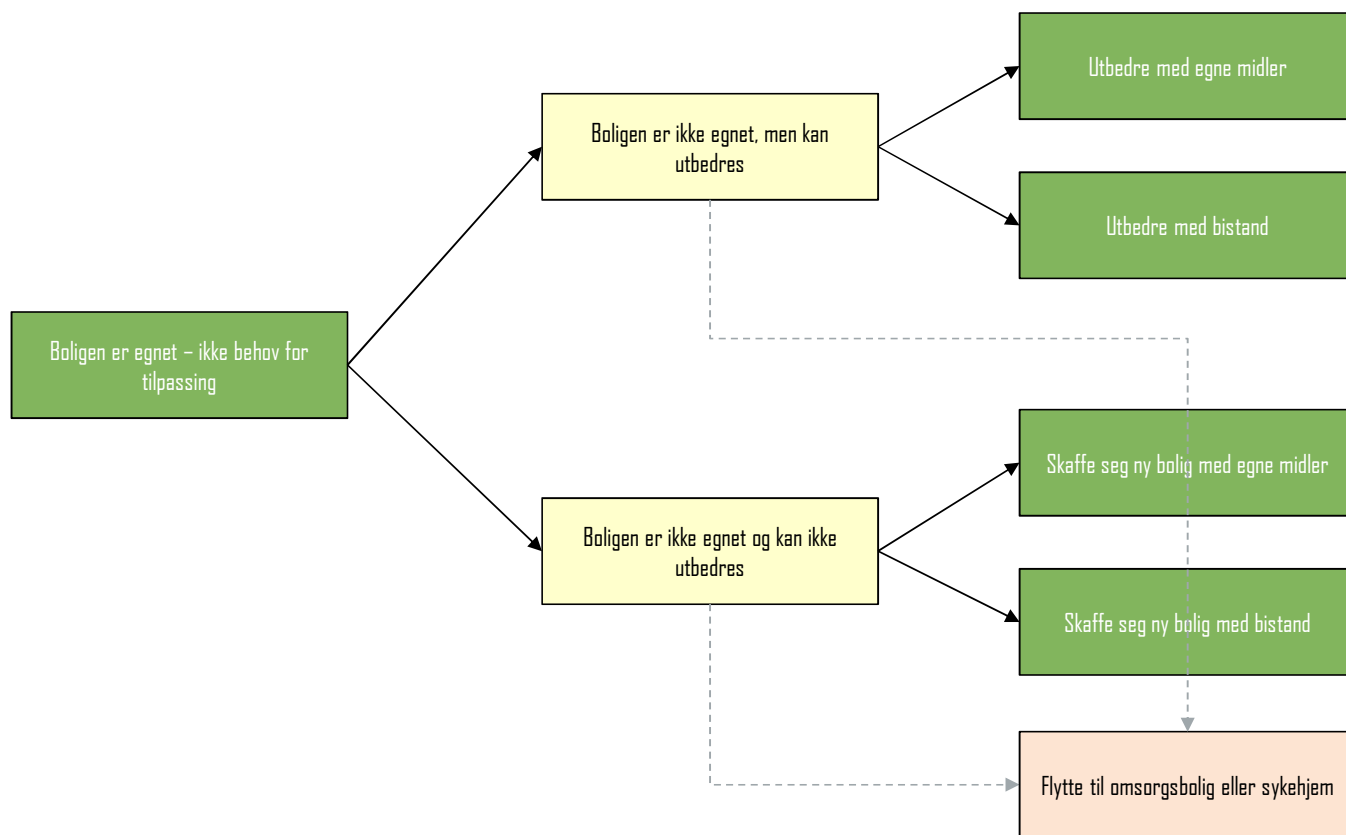 Utbedre med egne midler
Boligen er ikke egnet, men kan
utbedres
Utbedre med bistand
Boligen er egnet – ikke behov for
tilpassing
Skaffe seg ny bolig med egne midler
Boligen er ikke egnet og kan ikke
utbedres
Skaffe seg ny bolig med bistand
Flytte til omsorgsbolig eller sykehjem